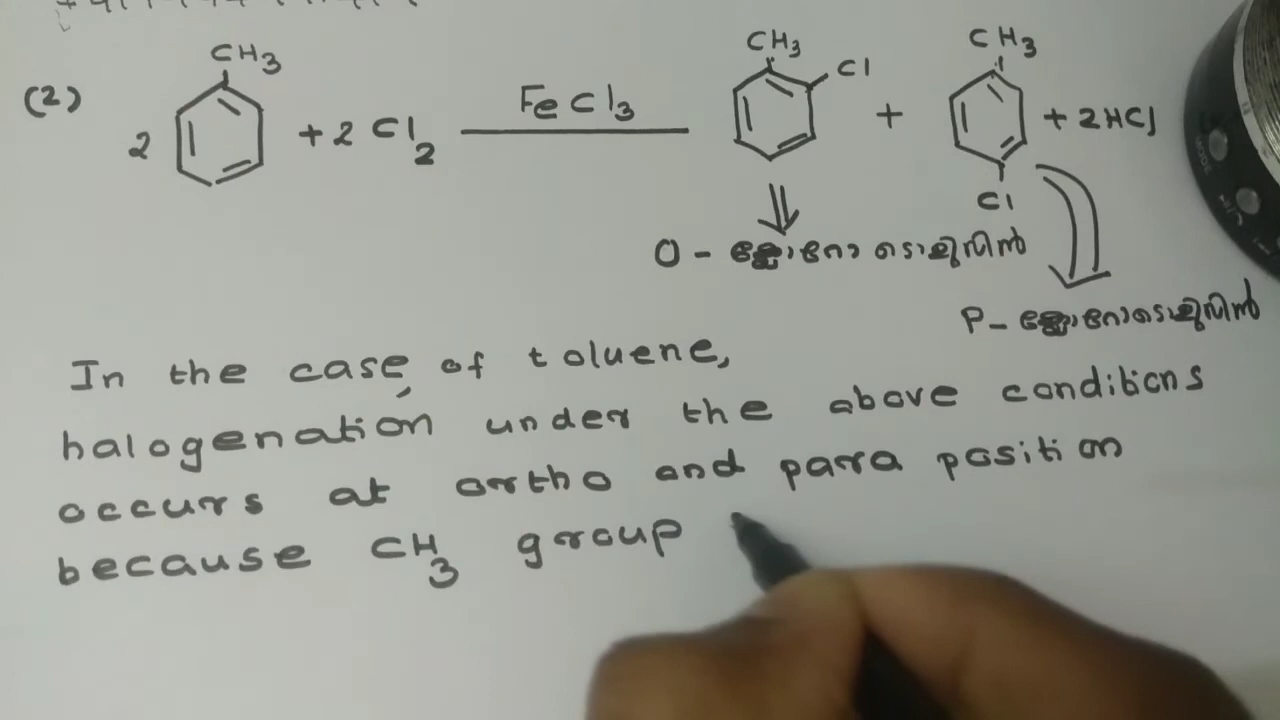 (2) 2 CH3 + 2 Cl2 FeCl3 CH3 Cl + CH3 Cl + 2HCl
O - ക്ലോറോ ടൊളുവിൻ
P - ക്ലോറോടൊളുവിൻ
In the case, of toluene,
halogenation under the above conditions
occurs at ortho and para position
because CH3 group